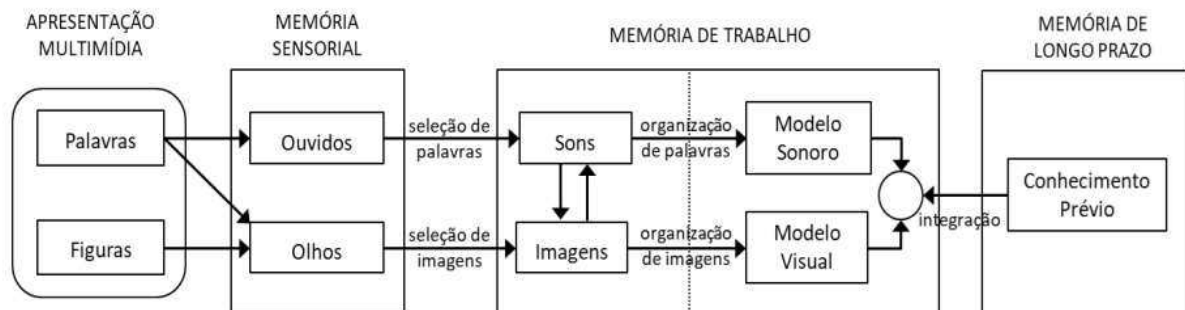 APRESENTAÇÃO
MULTIMÍDIA
MEMÓRIA
SENSORIAL
MEMÓRIA DE TRABALHO
MEMÓRIA DE
LONGO PRAZO
Palavras
Ouvidos
seleção de
palavras
Sons
organização
de palavras
Modelo
Sonoro
Figuras
Olhos
seleção de
imagens
Imagens
organização
de imagens
Modelo
Visual
integração
Conhecimento
Prévio